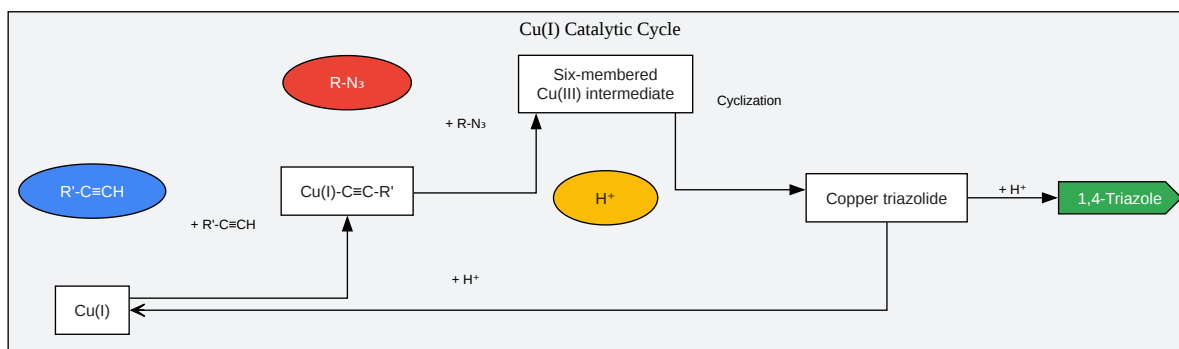 Cu(I) Catalytic Cycle
R-N₃
Six-membered
Cu(III) intermediate
Cyclization
+ R-N₃
R'-C≡CH
Cu(I)-C≡C-R'
H⁺
Copper triazolide
+ H⁺
1,4-Triazole
+ R'-C≡CH
+ H⁺
Cu(I)